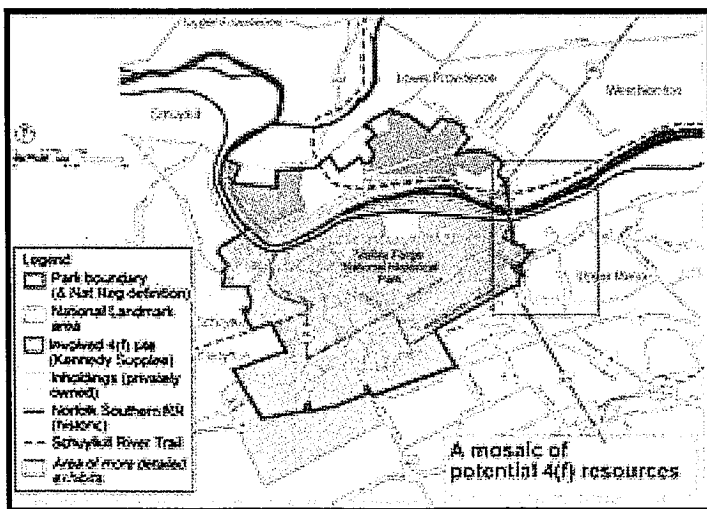 Lower Providence
Schuylkill
Valley Forge
National Historical
Park
Upper Merion
Legend
Park boundary
(& Nat Reg definition)
National Landmark
area
Involved 4(f) site
(Kennedy Supplee)
Inholdings (privately
owned)
Norfolk Southern RR
(historic)
Schuylkill River Trail
Area of more detailed
exhibits
A mosaic of
potential 4(f) resources